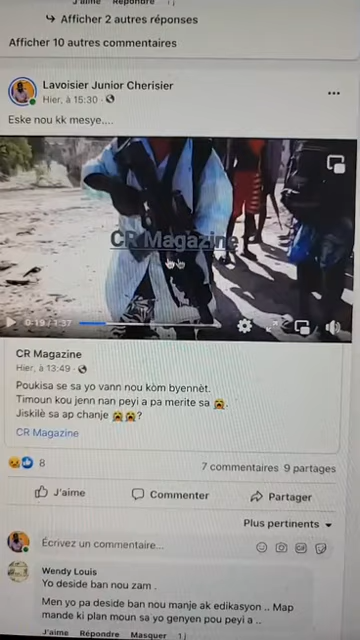 J'aime Répondre
Afficher 2 autres réponses
Afficher 10 autres commentaires
Lavoisier Junior Cherisier
Hier, à 15:30 ·
Eske nou kk mesye....
CR Magazine
0:19 / 1:37
CR Magazine
Hier, à 13:49 ·
Poukisa se sa yo vann nou kòm byennèt.
Timoun kou jenn nan peyi a pa merite sa 😭.
Jiskilè sa ap chanje 😭😭?
CR Magazine
8
7 commentaires 9 partages
J'aime Commenter Partager
Plus pertinents
Écrivez un commentaire...
Wendy Louis
Yo deside ban nou zam .
Men yo pa deside ban nou manje ak edikasyon .. Map
mande ki plan moun sa yo genyen pou peyi a ..
J'aime Répondre Masquer 1 j